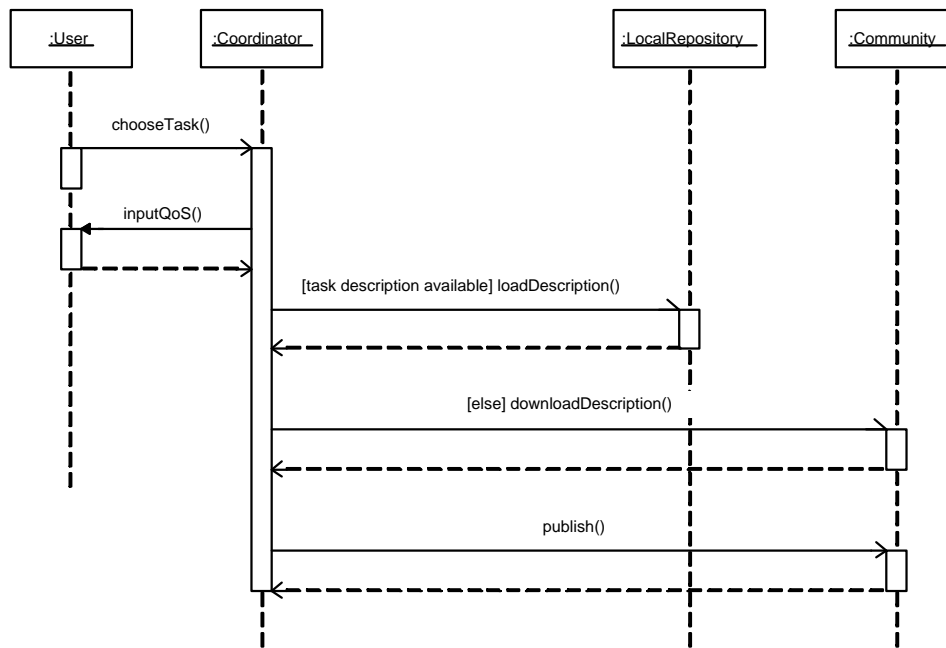 :User
:Coordinator
:LocalRepository
:Community
chooseTask()
inputQoS()
[task description available] loadDescription()
[else] downloadDescription()
publish()